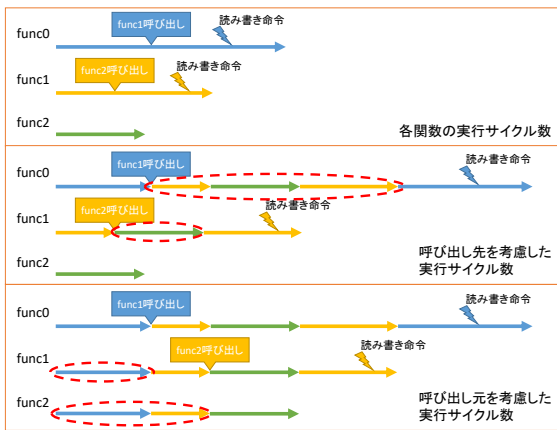 func1呼び出し
読み書き命令
func0
func2呼び出し
読み書き命令
func1
func2
各関数の実行サイクル数
func1呼び出し
読み書き命令
func0
func2呼び出し
読み書き命令
func1
func2
呼び出し先を考慮した
実行サイクル数
func1呼び出し
読み書き命令
func0
func2呼び出し
読み書き命令
func1
func2
呼び出し元を考慮した
実行サイクル数